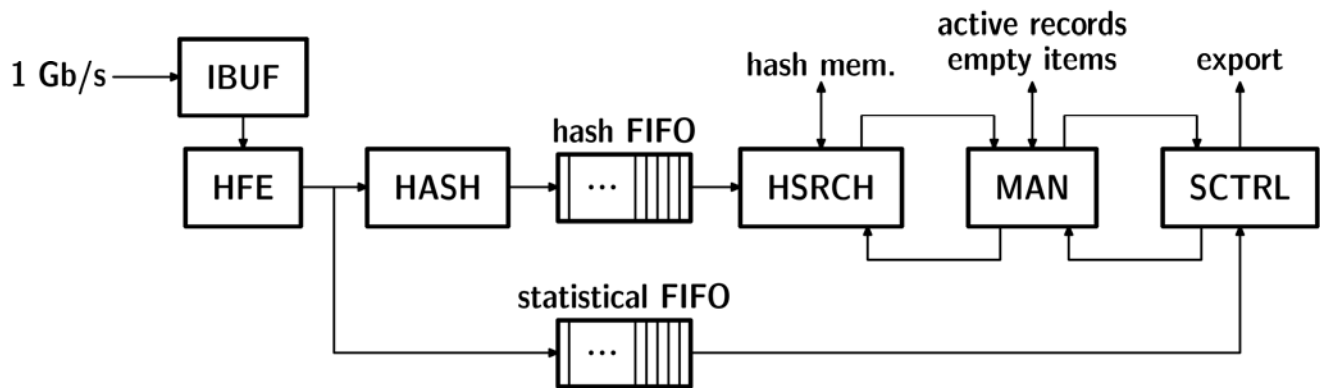 active records
hash mem.
empty items
export
1 Gb/s
IBUF
hash FIFO
HFE
HASH
...
HSRCH
MAN
SCTRL
statistical FIFO
...